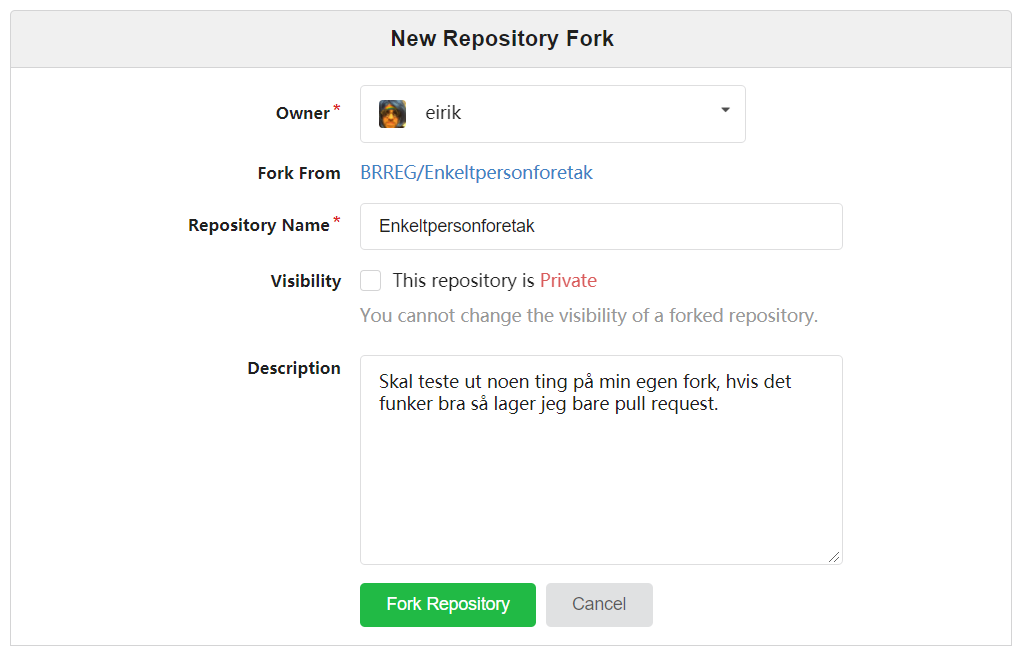 New Repository Fork
Owner*
eirik
Fork From
BRREG/Enkeltpersonforetak
Repository Name*
Enkeltpersonforetak
Visibility
This repository is Private
You cannot change the visibility of a forked repository.
Description
Skal teste ut noen ting på min egen fork, hvis det
funker bra så lager jeg bare pull request.
Fork Repository
Cancel